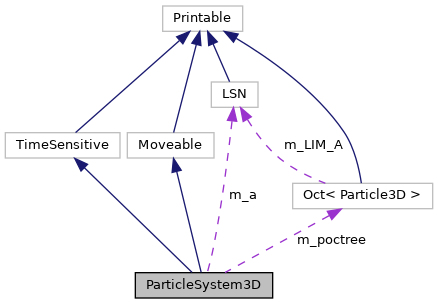 Printable
LSN
TimeSensitive
Moveable
m_LIM_A
m_a
Oct< Particle3D >
m_poctree
ParticleSystem3D